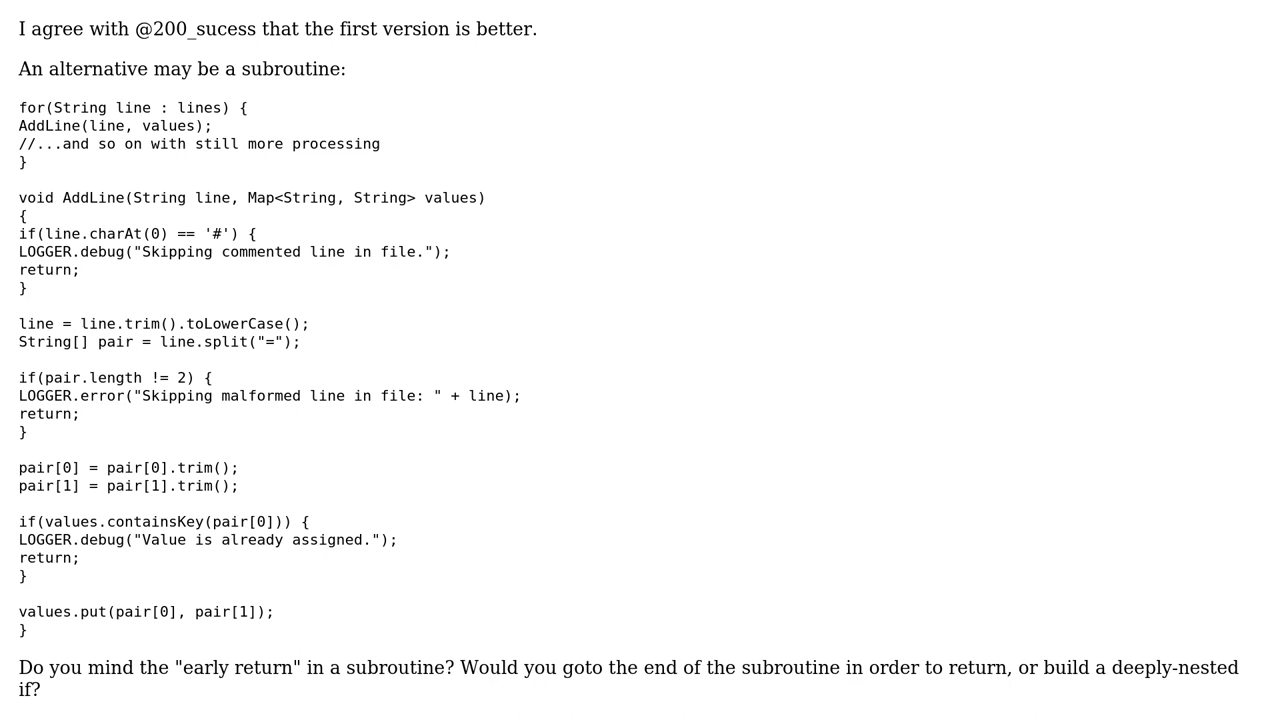 I agree with @200_sucess that the first version is better.
An alternative may be a subroutine:
for(String line : lines) {
AddLine(line, values);
//...and so on with still more processing
}
void AddLine(String line, Map<String, String> values)
{
if(line.charAt(0) == '#') {
LOGGER.debug("Skipping commented line in file.");
return;
}
line = line.trim().toLowerCase();
String[] pair = line.split("=");
if(pair.length != 2) {
LOGGER.error("Skipping malformed line in file: " + line);
return;
}
pair[0] = pair[0].trim();
pair[1] = pair[1].trim();
if(values.containsKey(pair[0])) {
LOGGER.debug("Value is already assigned.");
return;
}
values.put(pair[0], pair[1]);
}
Do you mind the "early return" in a subroutine? Would you goto the end of the subroutine in order to return, or build a deeply-nested
if?